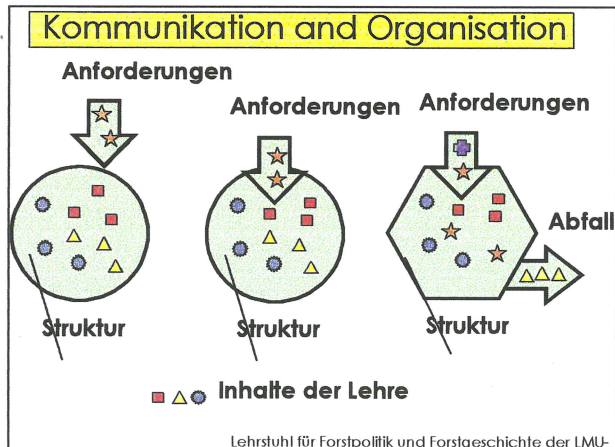 Kommunikation and Organisation
Anforderungen
Anforderungen
Anforderungen
Abfall
Struktur
Struktur
Struktur
Inhalte der Lehre
Lehrstuhl für Forstpolitik und Forstgeschichte der LMU-